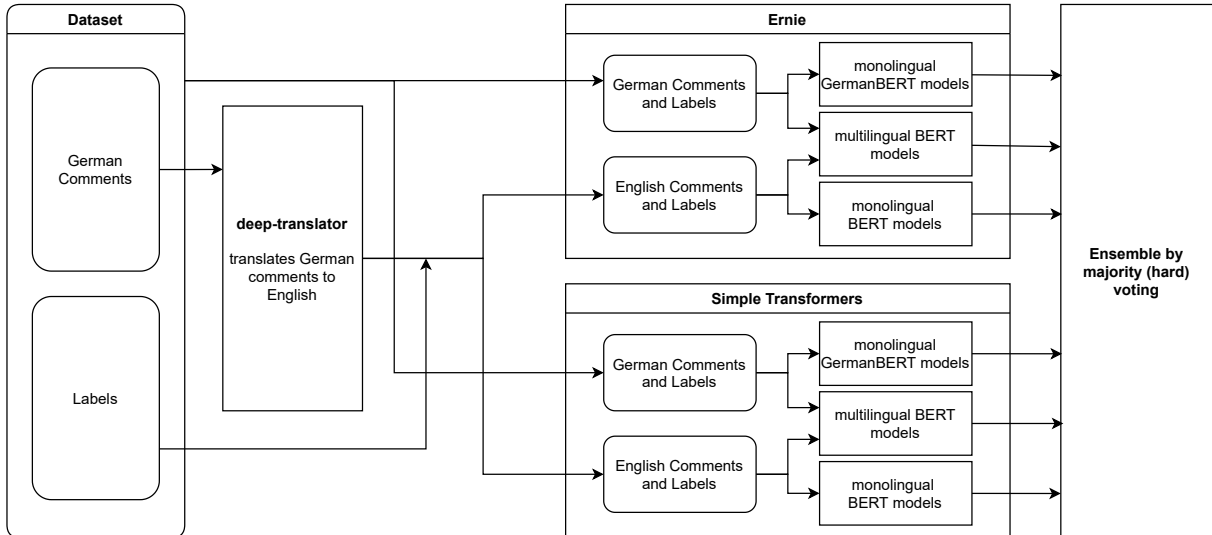 Dataset
German
Comments
Labels
deep-translator
translates German
comments to
English
Ernie
German Comments
and Labels
English Comments
and Labels
monolingual
GermanBERT models
multilingual BERT
models
monolingual
BERT models
Simple Transformers
German Comments
and Labels
English Comments
and Labels
monolingual
GermanBERT models
multilingual BERT
models
monolingual
BERT models
Ensemble by
majority (hard)
voting